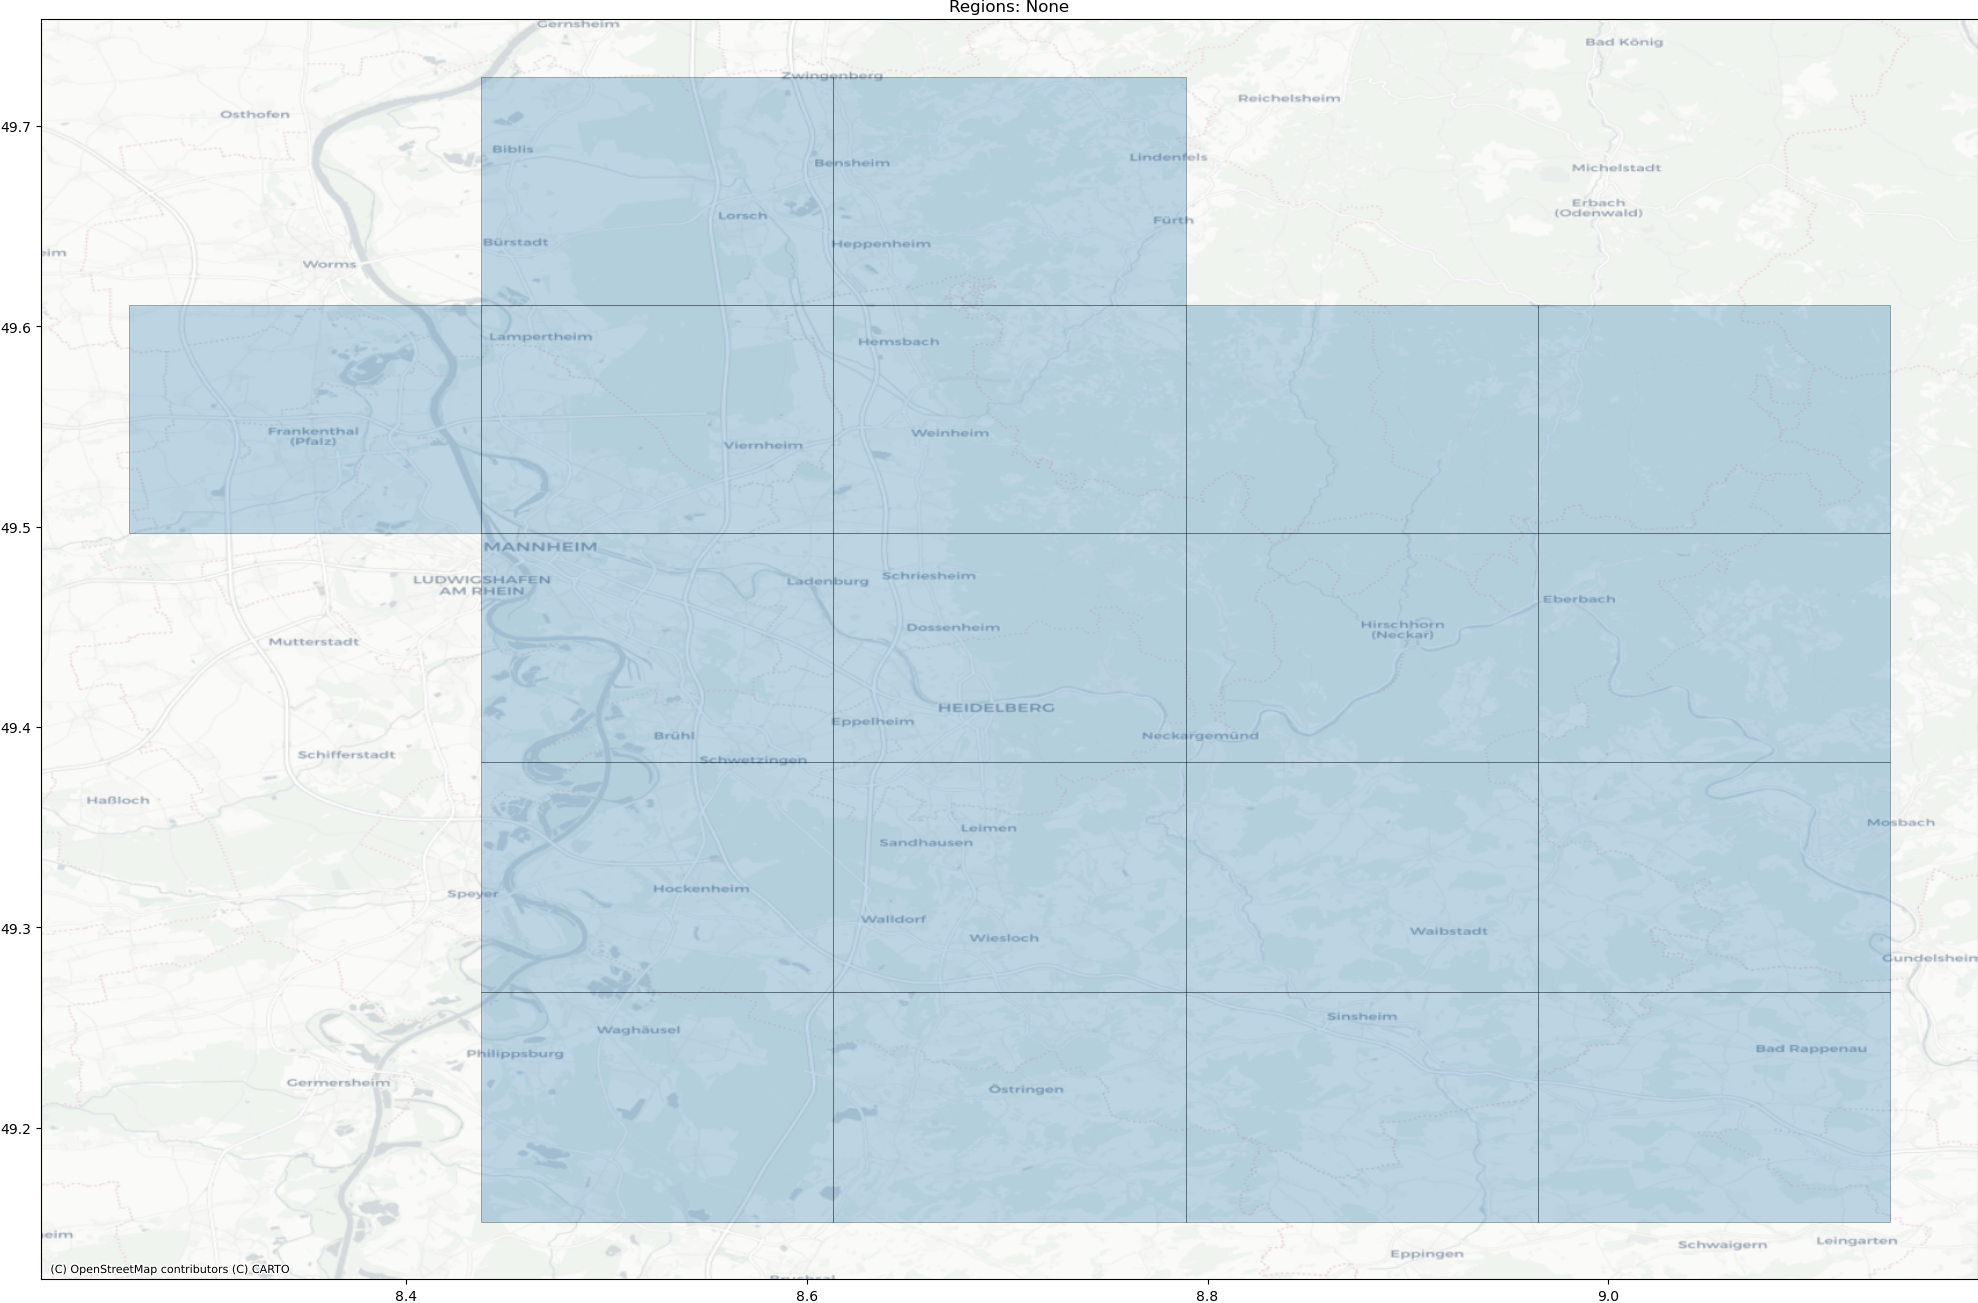 Regions: None
Gernsheim
Bad König
Zwingenberg
Reichelsheim
Osthofen
49.7
Biblis
Bensheim
Lindenfels
Michelstadt
Erbach
(Odenwald)
Lorsch
Fürth
Bürstadt
Heppenheim
eim
Worms
49.6
Lampertheim
Hemsbach
Frankenthal
(Pfalz)
Weinheim
Viernheim
49.5
MANNHEIM
LUDWIGSHAFEN
AM RHEIN
Ladenburg
Schriesheim
Eberbach
Hirschhorn
(Neckar)
Dossenheim
Mutterstadt
HEIDELBERG
49.4
Eppelheim
Brühl
Neckargemünd
Schifferstadt
Schwetzingen
Haßloch
Mosbach
Leimen
Sandhausen
Hockenheim
Speyer
Walldorf
49.3
Waibstadt
Wiesloch
Gundelsheim
Sinsheim
Waghäusel
Bad Rappenau
Philippsburg
Germersheim
Östringen
49.2
eim
Leingarten
Schwaigern
Eppingen
(C) OpenStreetMap contributors (C) CARTO
Bruchsal
8.4
8.6
8.8
9.0